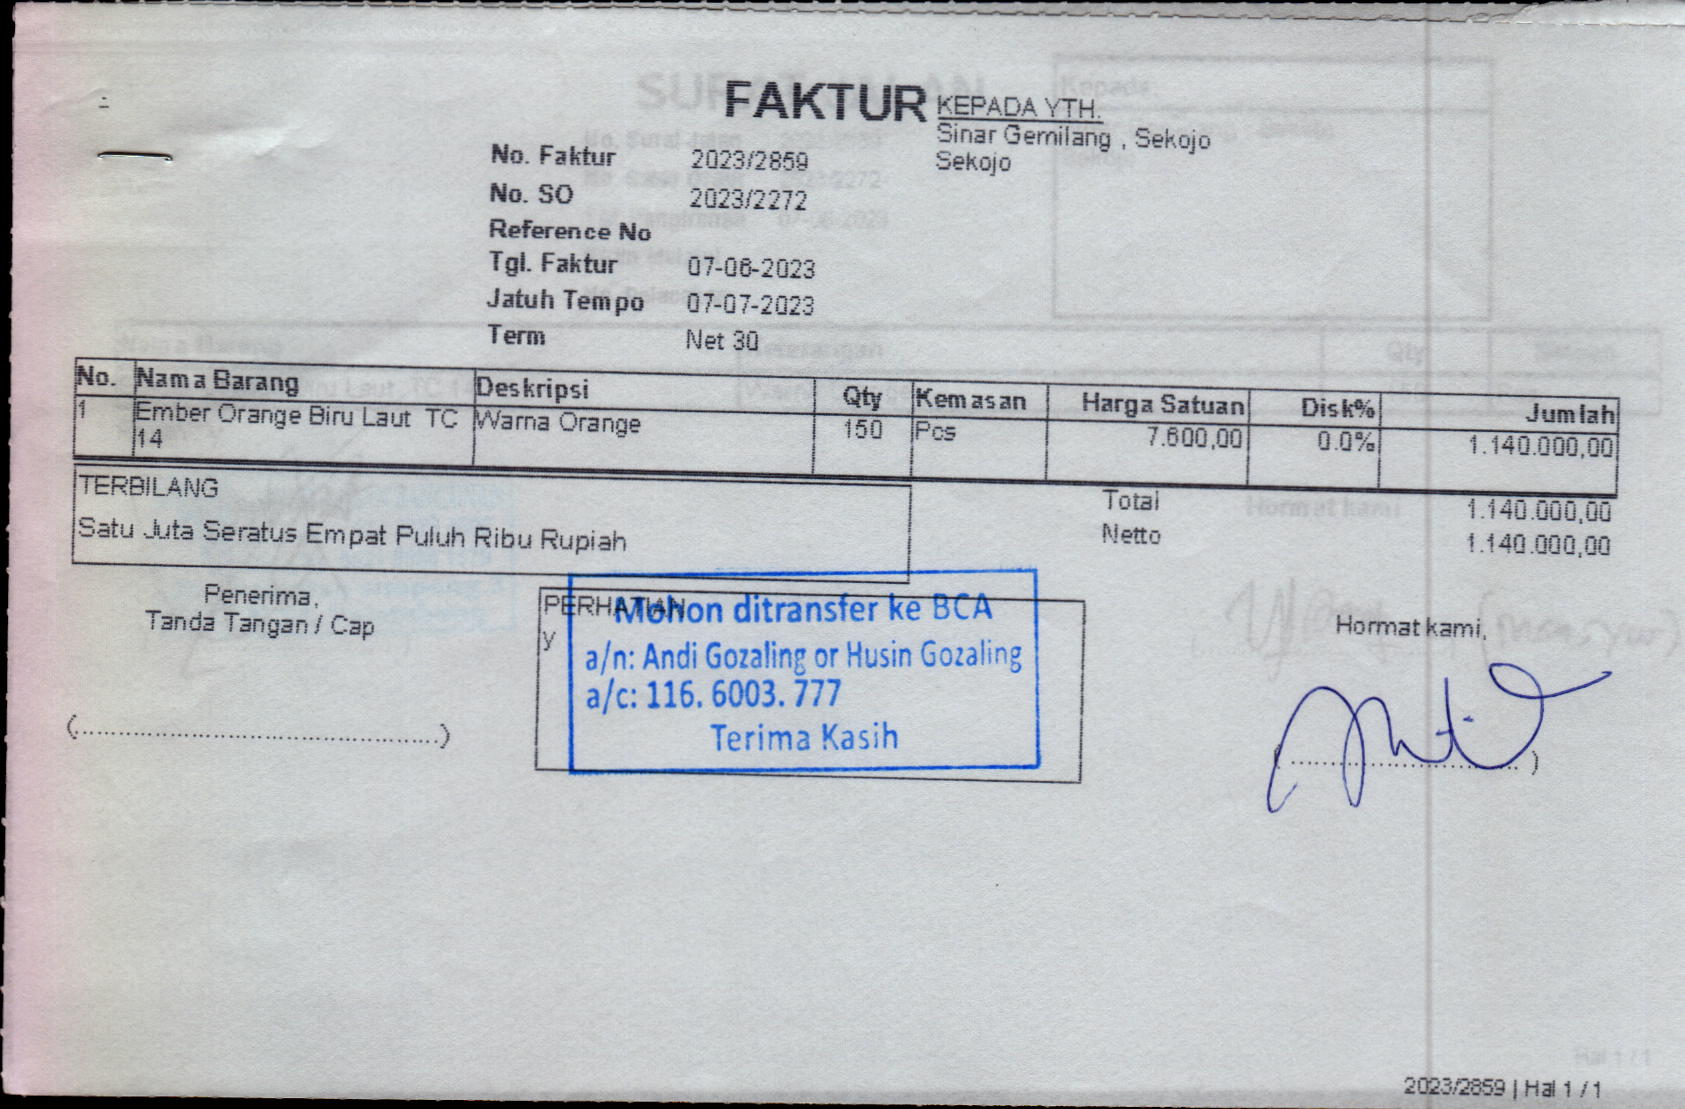 FAKTUR
KEPADA YTH.
Sinar Gemilang , Sekojo
Sekojo
No. Faktur 2023/2859
No. SO 2023/2272
Reference No
Tgl. Faktur 07-06-2023
Jatuh Tempo 07-07-2023
Term Net 30
No. Nama Barang Deskripsi Qty Kemasan Harga Satuan Disk% Jumlah
1 Ember Orange Biru Laut TC Warna Orange 150 Pcs 7.600,00 0.0% 1.140.000,00
14
TERBILANG
Satu Juta Seratus Empat Puluh Ribu Rupiah
Total 1.140.000,00
Netto 1.140.000,00
Penerima,
Tanda Tangan / Cap
(................................................)
PERHATIAN
y
Mohon ditransfer ke BCA
a/n: Andi Gozaling or Husin Gozaling
a/c: 116. 6003. 777
Terima Kasih
Hormat kami,
2023/2859 | Hal 1 / 1